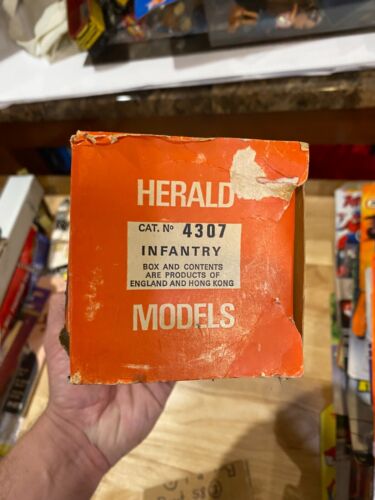 HERALD
CAT. No 4307
INFANTRY
BOX AND CONTENTS
ARE PRODUCTS OF
ENGLAND AND HONG KONG
MODELS